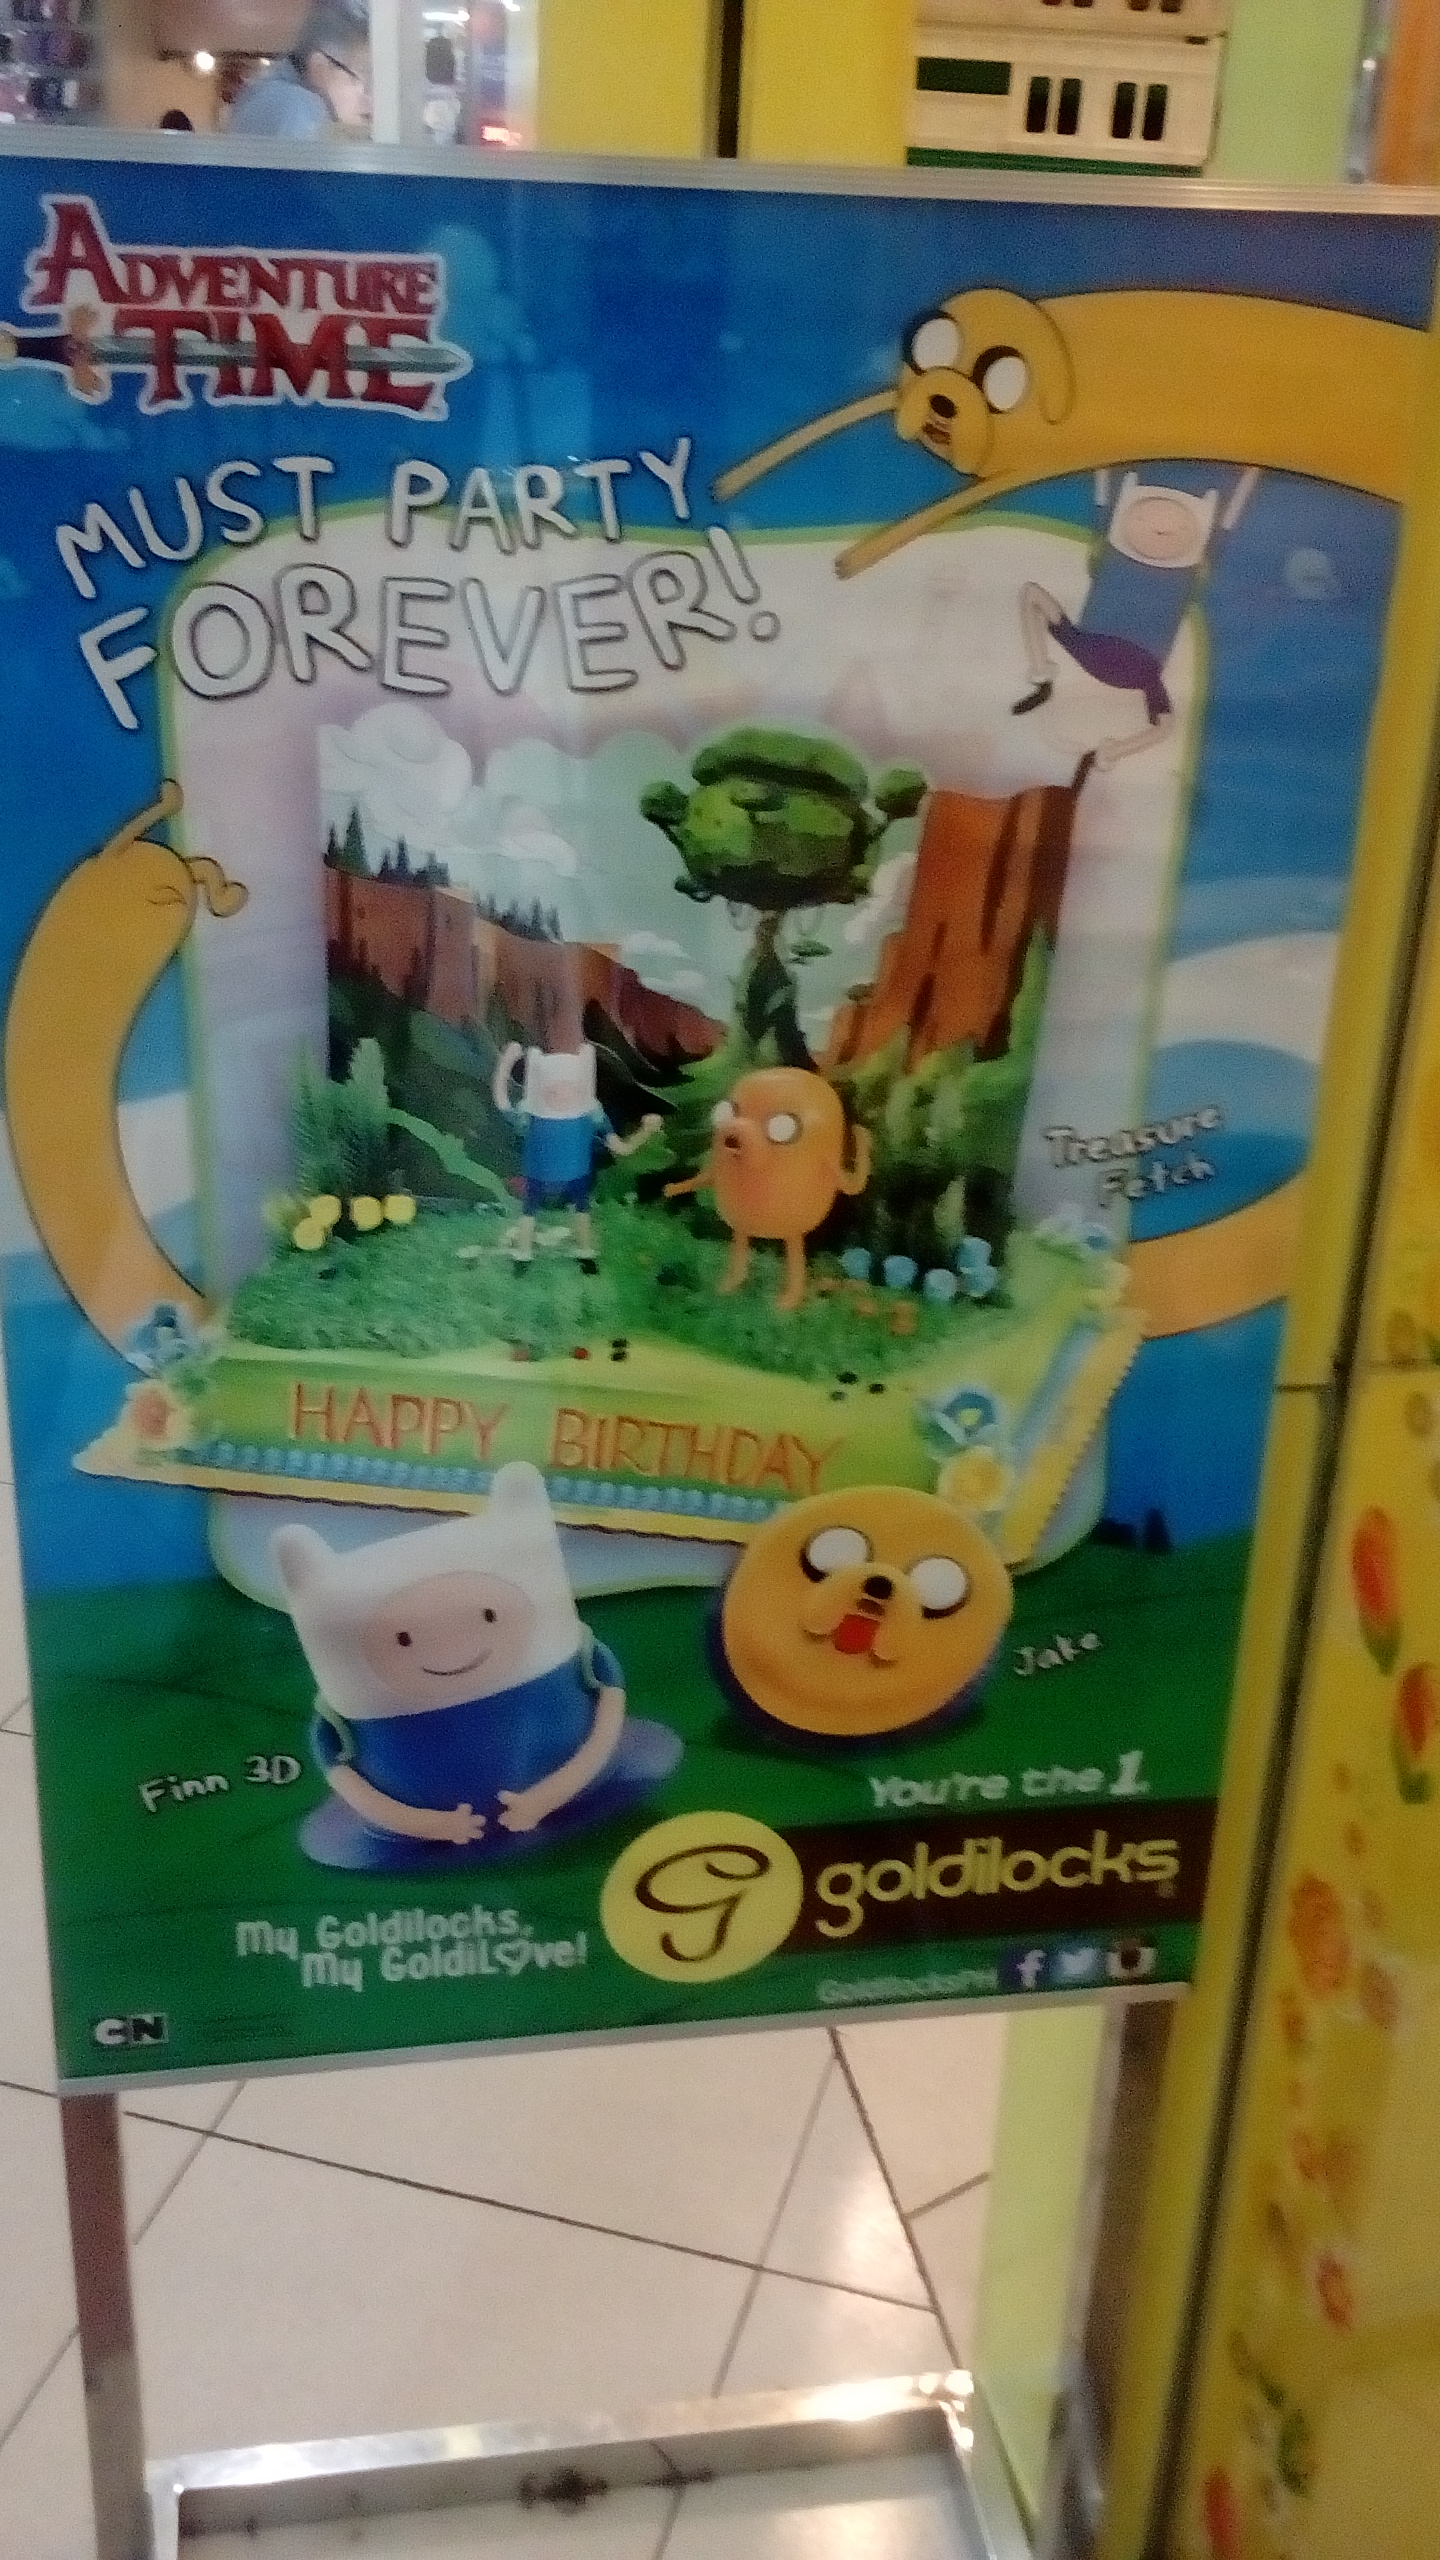 ADVENTURE
TIME
MUST PARTY
FOREVER!
Treasure
Fetch
HAPPY BIRTHDAY
Jake
Finn 3D
You're the 1
goldilocks
My Goldilocks,
My GoldiLove!
GoldilocksPH
CN